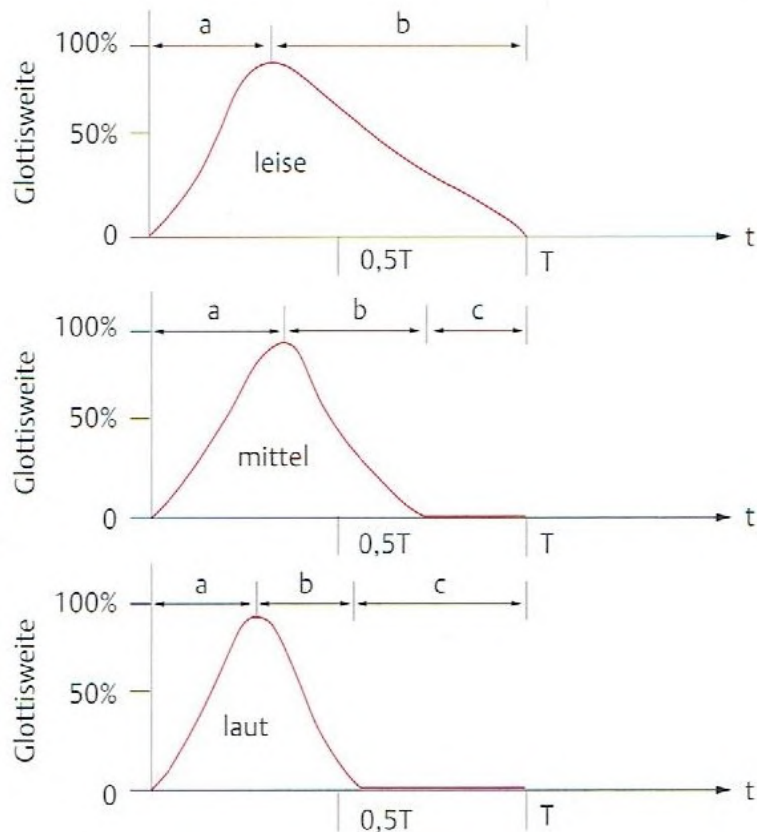 a b
100%
Glottisweite
50%
leise
0
t
0,5T T
a b c
100%
Glottisweite
50%
mittel
0
t
0,5T T
a b c
100%
Glottisweite
50%
laut
0
t
0,5T T